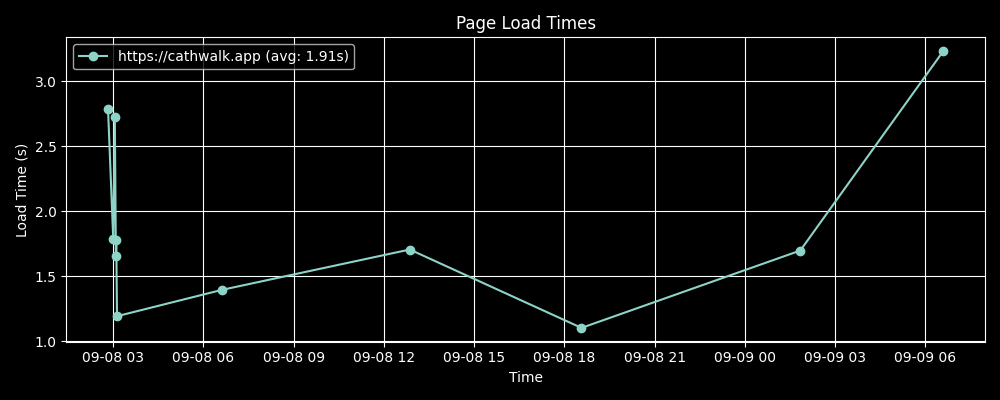 Page Load Times
https://cathwalk.app (avg: 1.91s)
Load Time (s)
3.0
2.5
2.0
1.5
1.0
09-08 03 09-08 06 09-08 09 09-08 12 09-08 15 09-08 18 09-08 21 09-09 00 09-09 03 09-09 06
Time